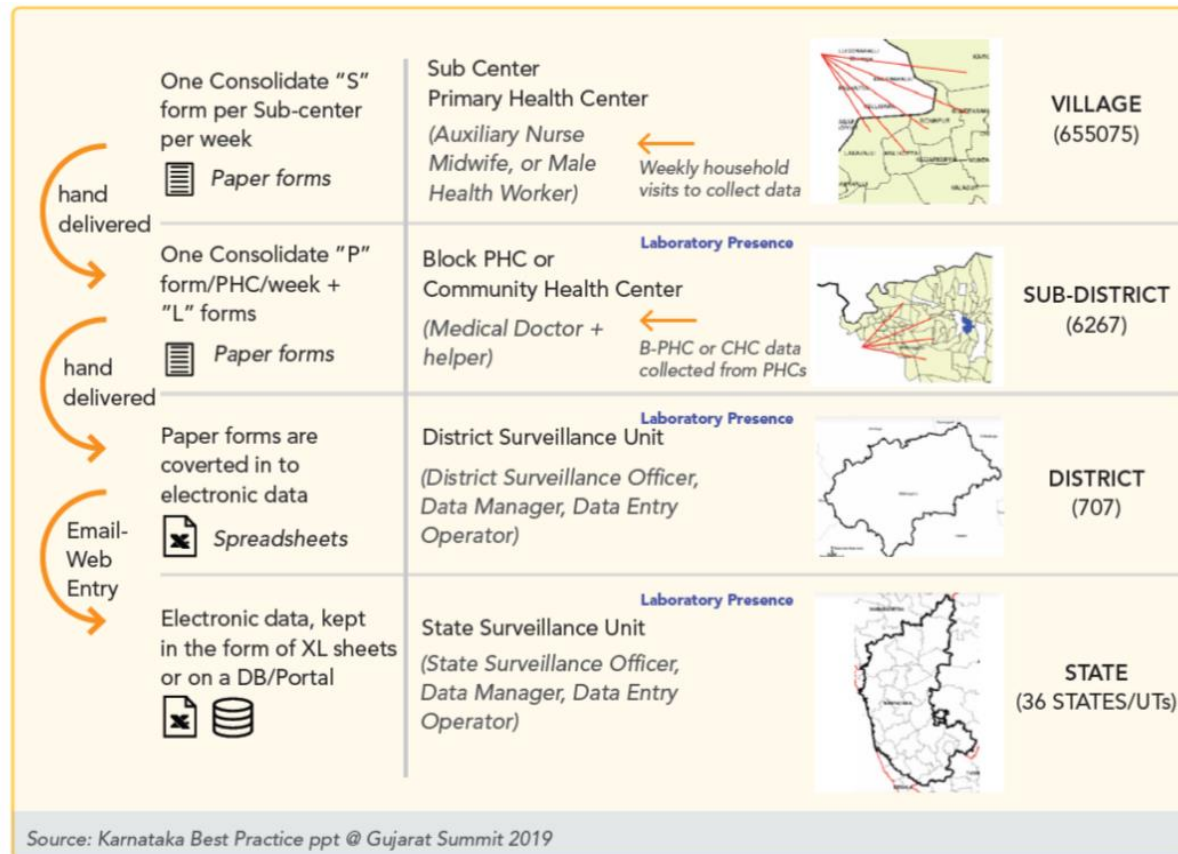 One Consolidate "S"
form per Sub-center
per week
Paper forms
hand
delivered
Sub Center
Primary Health Center
(Auxiliary Nurse
Midwife, or Male
Health Worker)
Weekly household
visits to collect data
VILLAGE
(655075)
One Consolidate "P"
form/PHC/week +
"L" forms
Paper forms
hand
delivered
Block PHC or
Community Health Center
(Medical Doctor +
helper)
Laboratory Presence
B-PHC or CHC data
collected from PHCs
SUB-DISTRICT
(6267)
Paper forms are
coverted in to
electronic data
Spreadsheets
Email-
Web
Entry
District Surveillance Unit
(District Surveillance Officer,
Data Manager, Data Entry
Operator)
Laboratory Presence
DISTRICT
(707)
Electronic data, kept
in the form of XL sheets
or on a DB/Portal
State Surveillance Unit
(State Surveillance Officer,
Data Manager, Data Entry
Operator)
Laboratory Presence
STATE
(36 STATES/UTs)
Source: Karnataka Best Practice ppt @ Gujarat Summit 2019